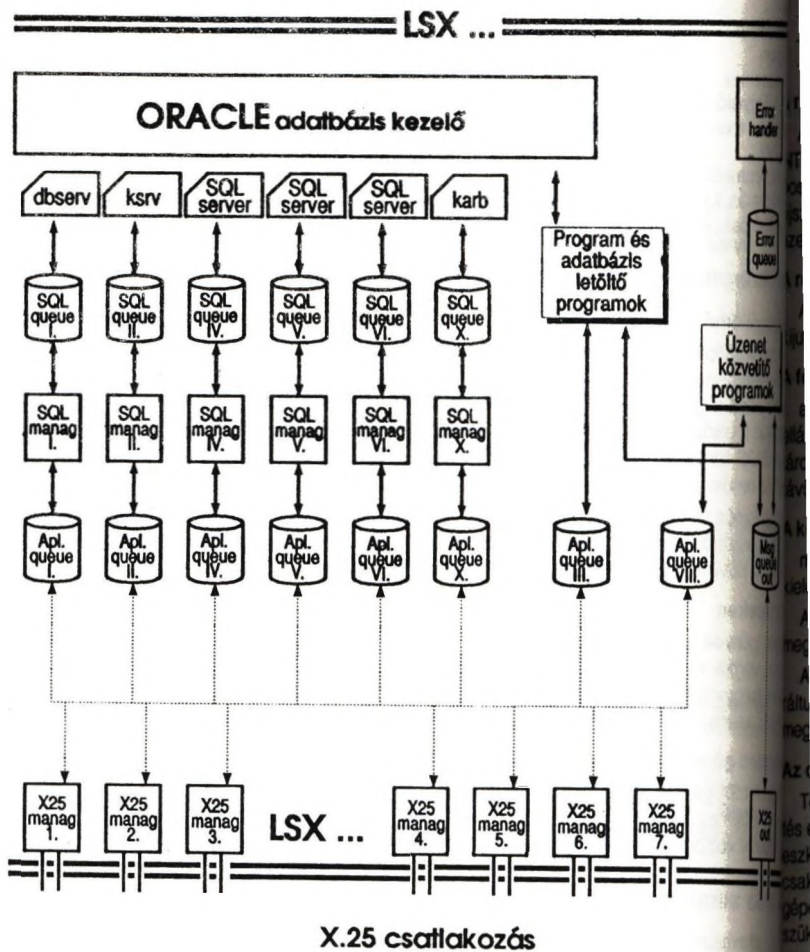 LSX ...
ORACLE adatbázis kezelő
Error
handler
dbserv
ksrv
SQL
server
SQL
server
SQL
server
karb
Program és
adatbázis
letöltő
programok
Error
queue
SQL
queue
I.
SQL
queue
II.
SQL
queue
IV.
SQL
queue
V.
SQL
queue
VI.
SQL
queue
X.
Üzenet
közvetítő
programok
SQL
manag
I.
SQL
manag
II.
SQL
manag
IV.
SQL
manag
V.
SQL
manag
VI.
SQL
manag
X.
Apl.
queue
I.
Apl.
queue
II.
Apl.
queue
IV.
Apl.
queue
V.
Apl.
queue
VI.
Apl.
queue
X.
Apl.
queue
III.
Apl.
queue
VIII.
Msg
queue
out
X25
manag
1.
X25
manag
2.
X25
manag
3.
LSX ...
X25
manag
4.
X25
manag
5.
X25
manag
6.
X25
manag
7.
X25
out
X.25 csatlakozás